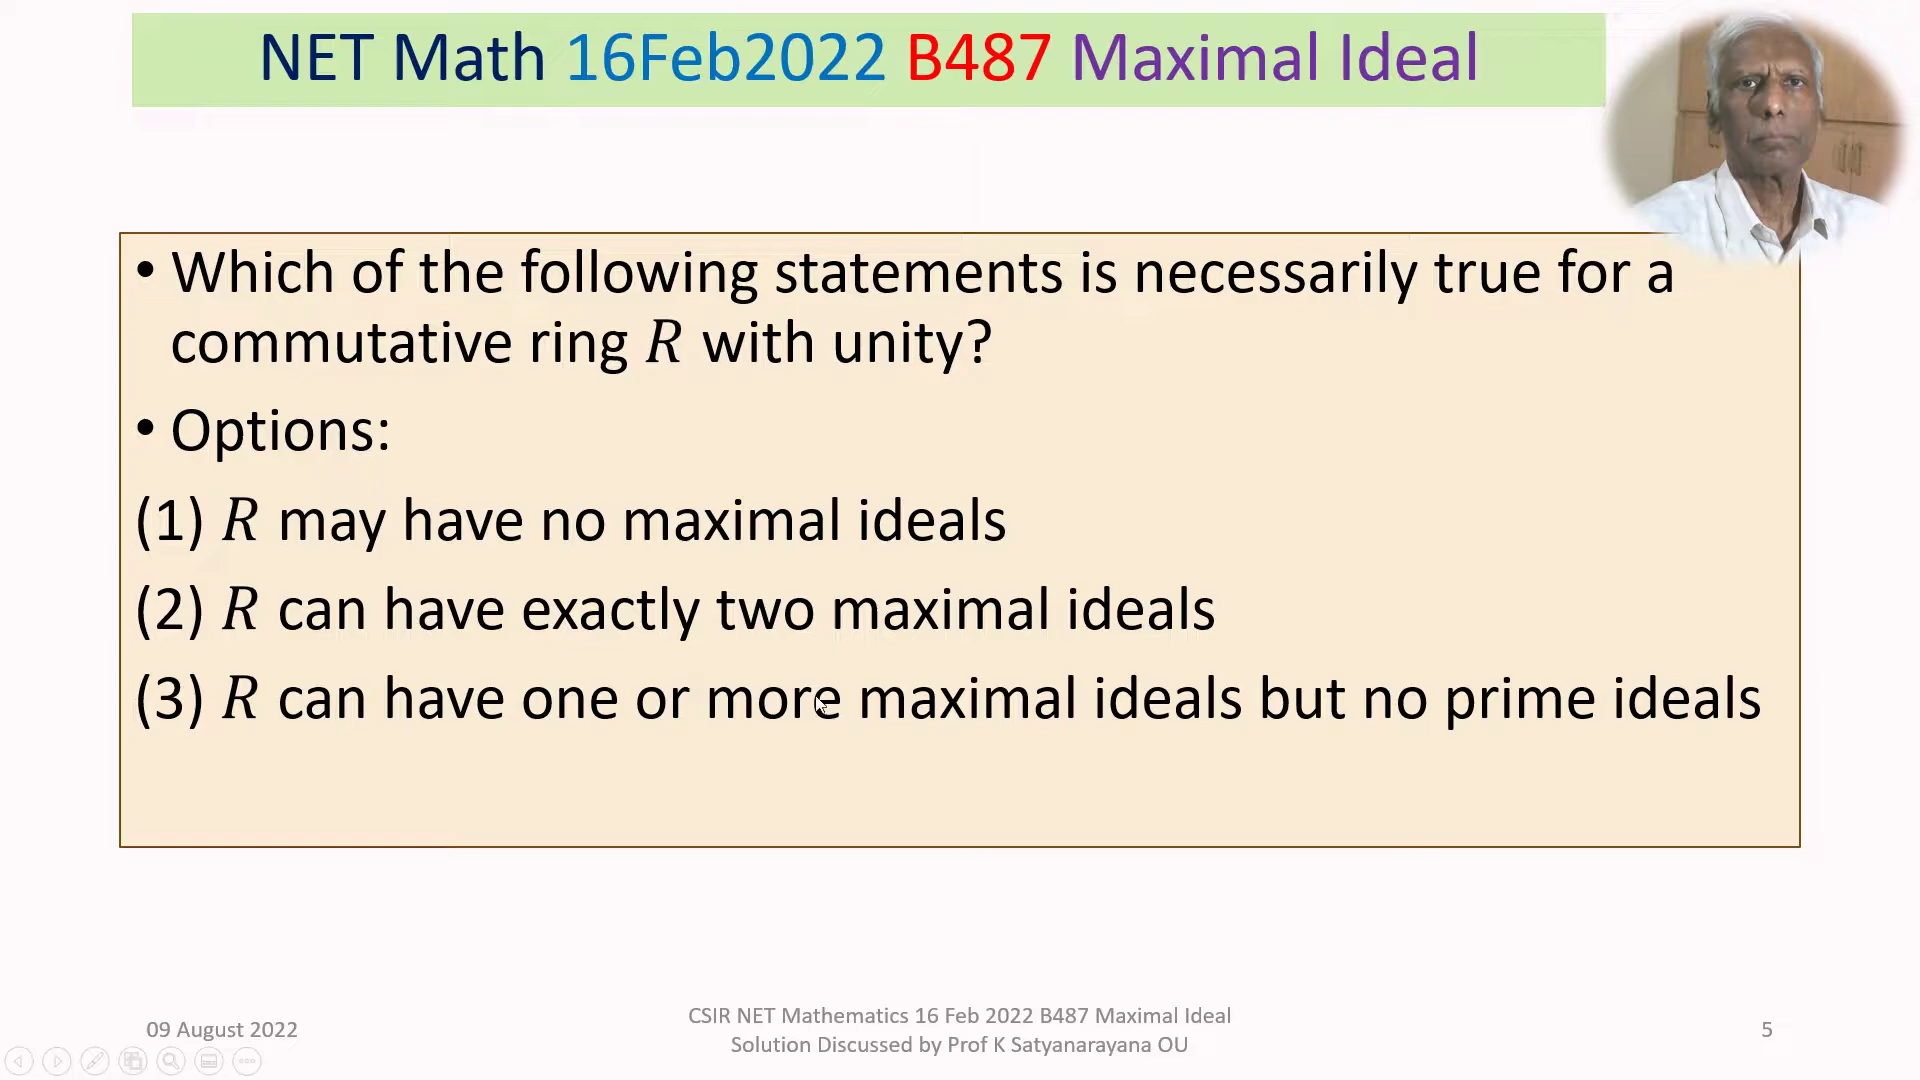 NET Math 16Feb2022 B487 Maximal Ideal
• Which of the following statements is necessarily true for a
commutative ring R with unity?
• Options:
(1) R may have no maximal ideals
(2) R can have exactly two maximal ideals
(3) R can have one or more maximal ideals but no prime ideals
09 August 2022
CSIR NET Mathematics 16 Feb 2022 B487 Maximal Ideal
Solution Discussed by Prof K Satyanarayana OU
5